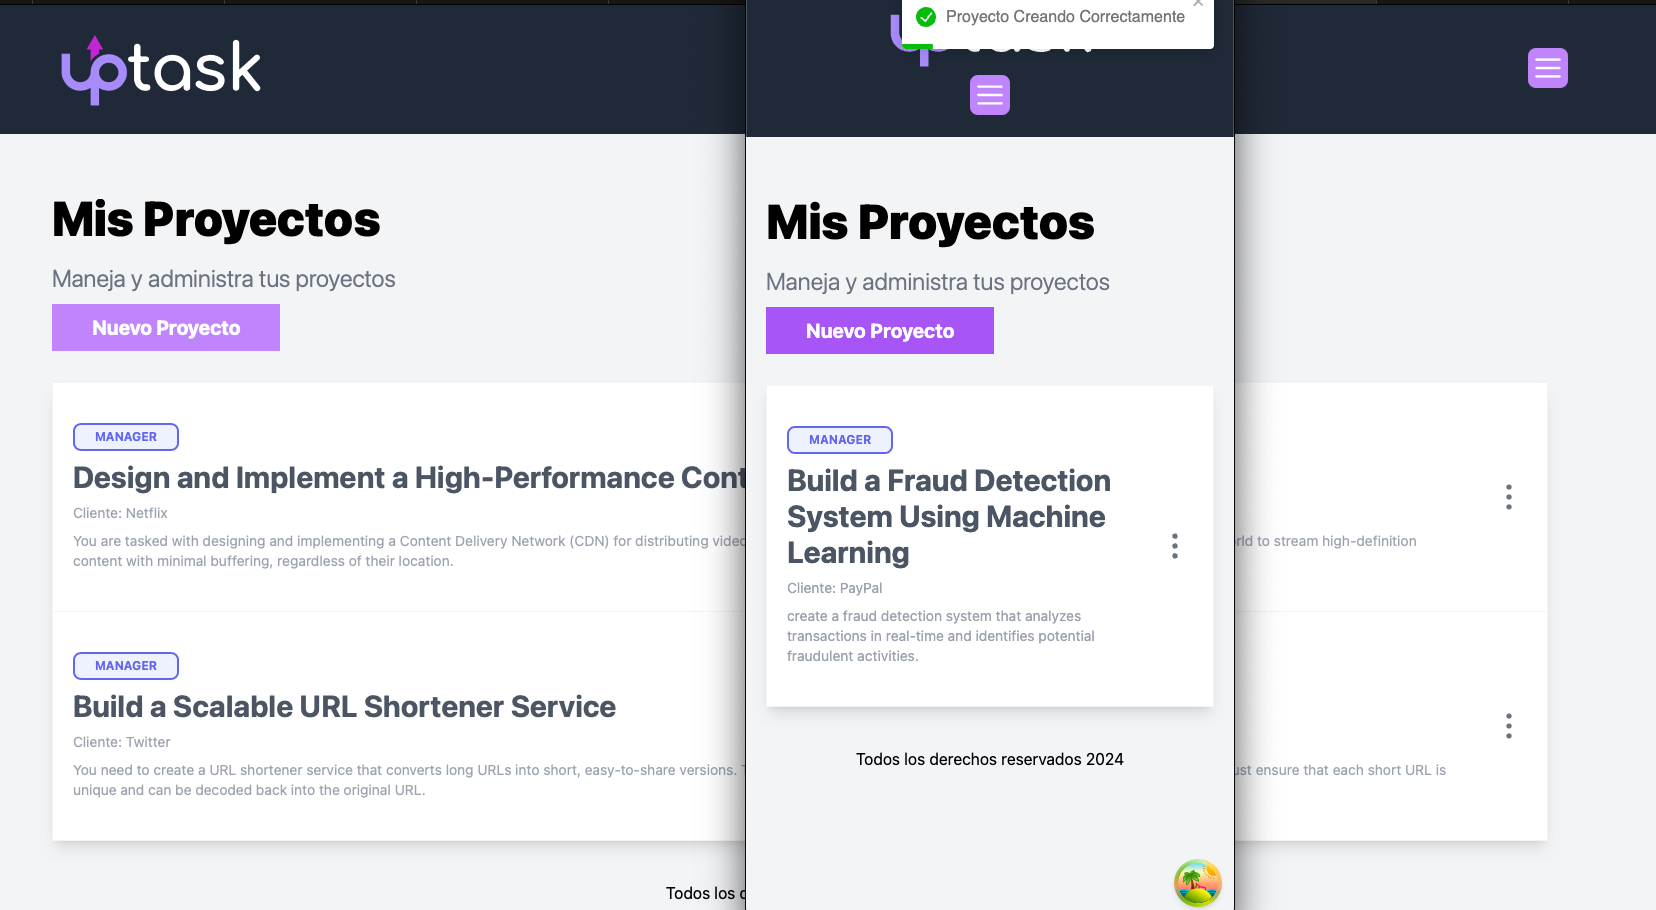 uptask
Mis Proyectos
Maneja y administra tus proyectos
Nuevo Proyecto
MANAGER
Design and Implement a High-Performance Cont
Cliente: Netflix
You are tasked with designing and implementing a Content Delivery Network (CDN) for distributing
to stream high-definition
content with minimal buffering, regardless of their location.
MANAGER
Build a Scalable URL Shortener Service
Cliente: Twitter
You need to create a URL shortener service that converts long URLs into short, easy-to-share versions.
ensure that each short URL is
unique and can be decoded back into the original URL.
Todos los
Proyecto Creando Correctamente
Mis Proyectos
Maneja y administra tus proyectos
Nuevo Proyecto
MANAGER
Build a Fraud Detection
System Using Machine
Learning
Cliente: PayPal
create a fraud detection system that analyzes
transactions in real-time and identifies potential
fraudulent activities.
Todos los derechos reservados 2024